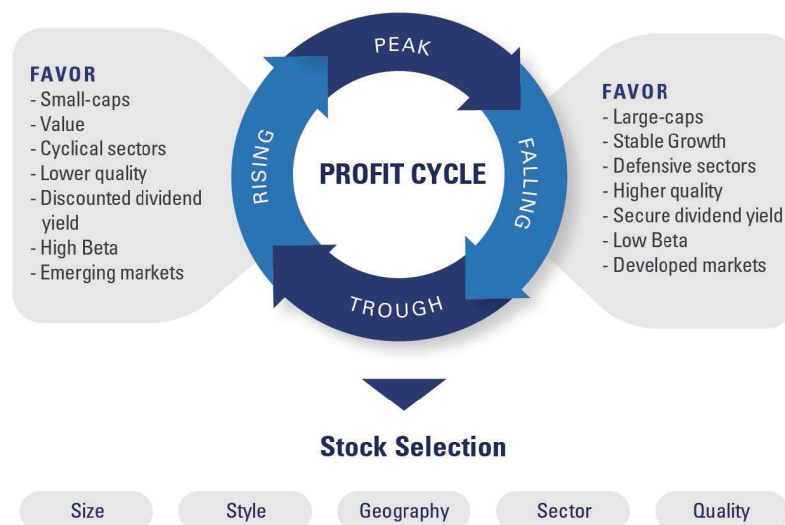 PEAK
FAVOR
- Small-caps
- Value
- Cyclical sectors
- Lower quality
- Discounted dividend
yield
- High Beta
- Emerging markets
RISING
PROFIT CYCLE
FALLING
FAVOR
- Large-caps
- Stable Growth
- Defensive sectors
- Higher quality
- Secure dividend yield
- Low Beta
- Developed markets
TROUGH
Stock Selection
Size
Style
Geography
Sector
Quality